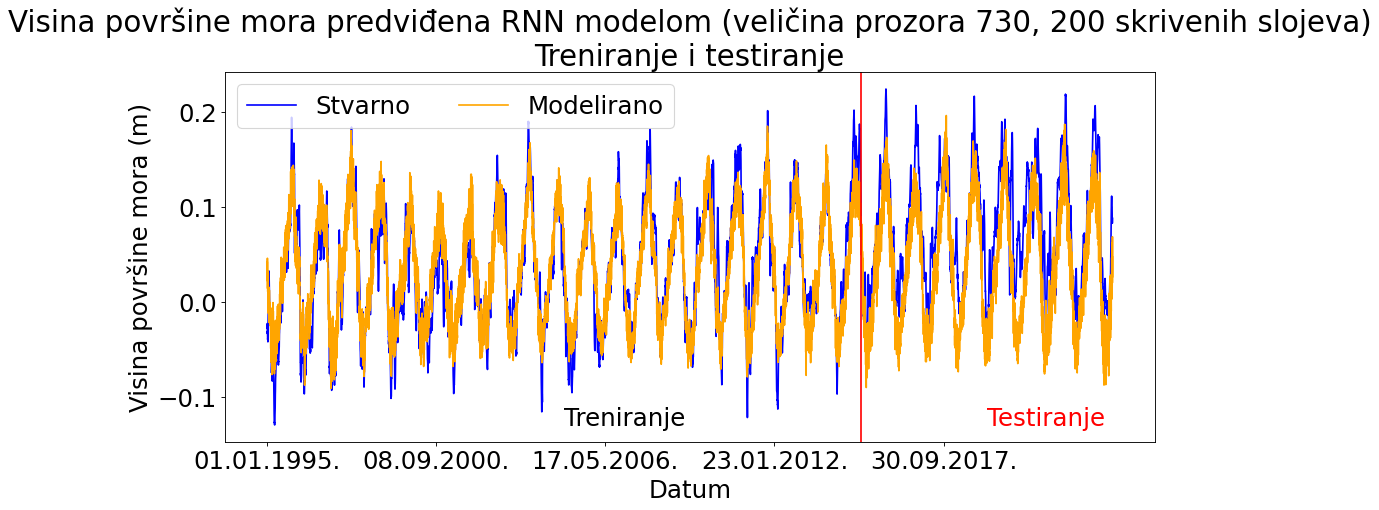 Visina površine mora predviđena RNN modelom (veličina prozora 730, 200 skrivenih slojeva)
Treniranje i testiranje
Stvarno
Modelirano
Visina površine mora (m)
0.2
0.1
0.0
−0.1
Treniranje
Testiranje
01.01.1995.
08.09.2000.
17.05.2006.
23.01.2012.
30.09.2017.
Datum